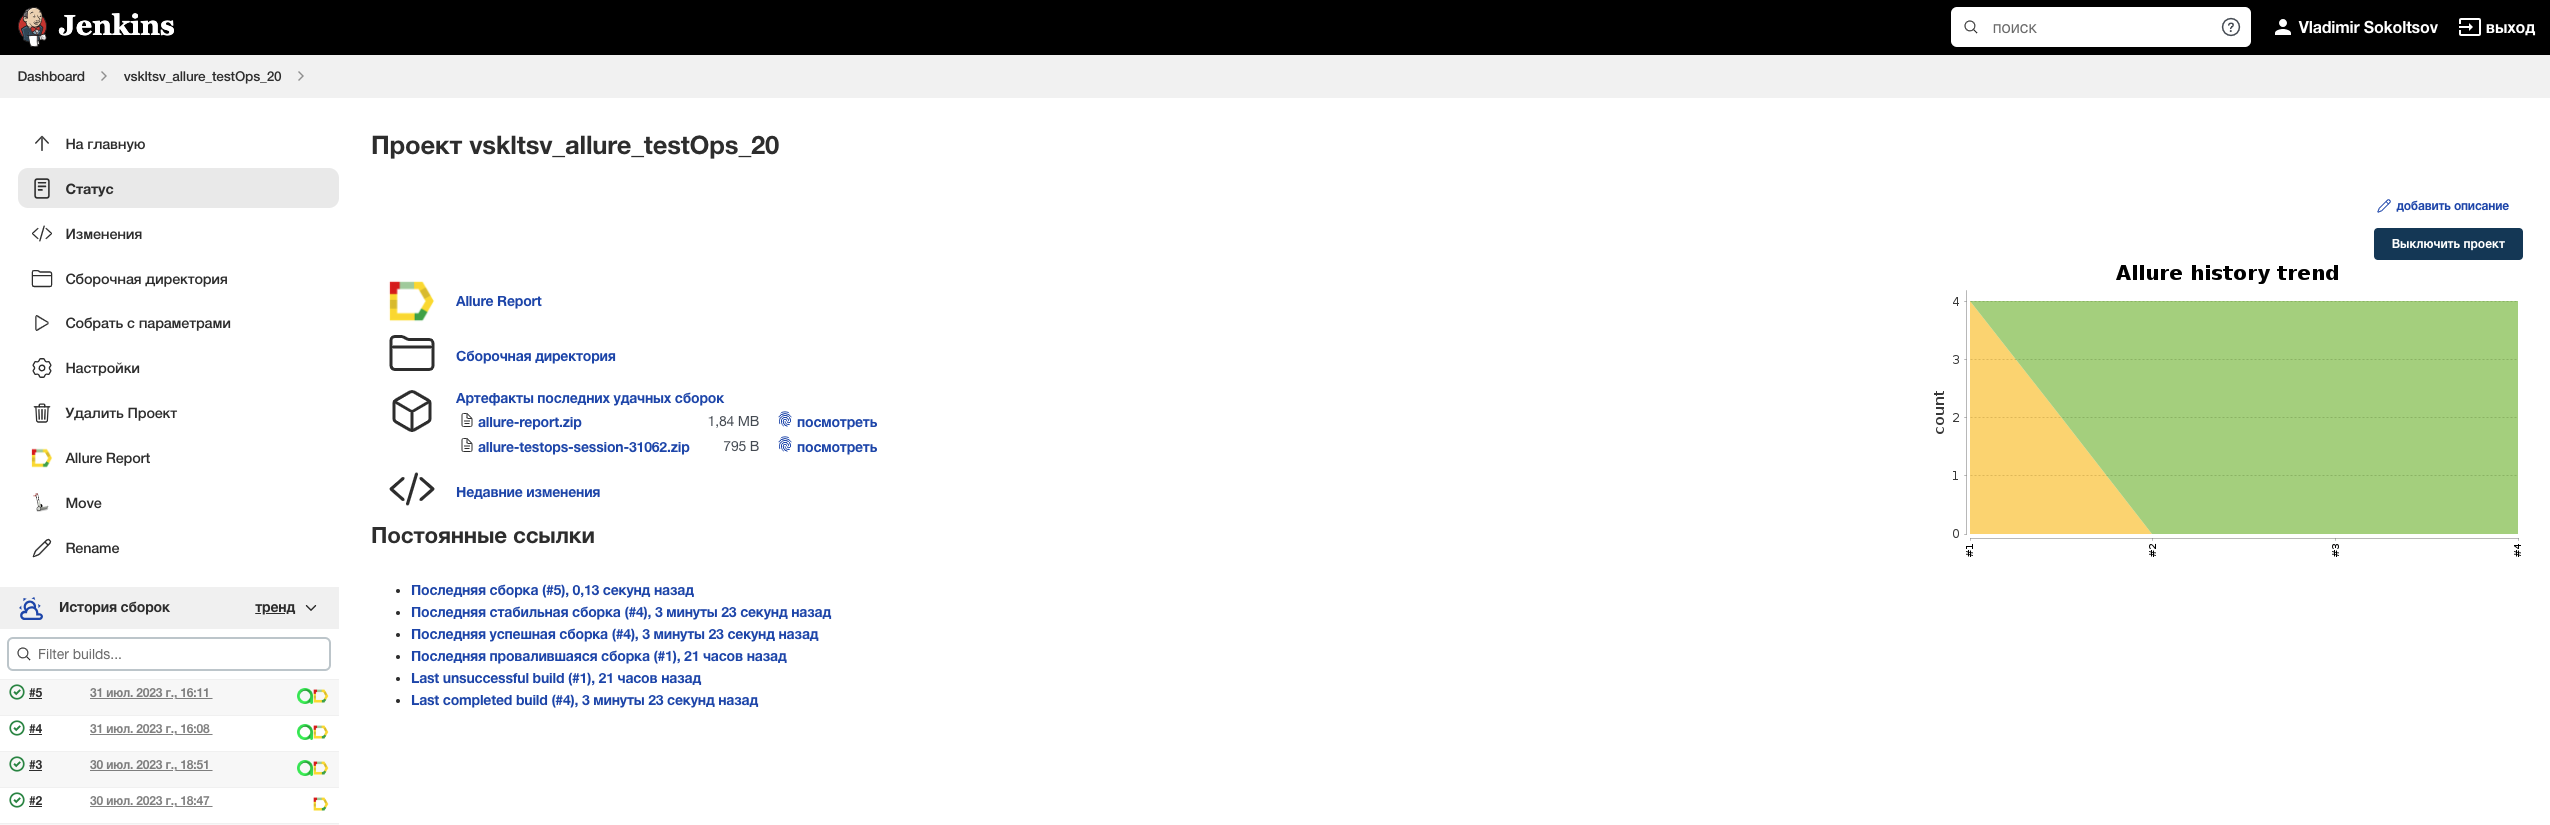 Jenkins
поиск
Vladimir Sokoltsov
выход
Dashboard
vskltsv_allure_testOps_20
На главную
Статус
Изменения
Сборочная директория
Собрать с параметрами
Настройки
Удалить Проект
Allure Report
Move
Rename
История сборок
тренд
Filter builds...
#5 31 июл. 2023 г., 16:11
#4 31 июл. 2023 г., 16:08
#3 30 июл. 2023 г., 18:51
#2 30 июл. 2023 г., 18:47
Проект vskltsv_allure_testOps_20
добавить описание
Выключить проект
Allure Report
Сборочная директория
Артефакты последних удачных сборок
allure-report.zip 1,84 MB посмотреть
allure-testops-session-31062.zip 795 B посмотреть
Недавние изменения
Постоянные ссылки
Последняя сборка (#5), 0,13 секунд назад
Последняя стабильная сборка (#4), 3 минуты 23 секунд назад
Последняя успешная сборка (#4), 3 минуты 23 секунд назад
Последняя провалившаяся сборка (#1), 21 часов назад
Last unsuccessful build (#1), 21 часов назад
Last completed build (#4), 3 минуты 23 секунд назад
Allure history trend
count
4
3
2
1
0
#1
#2
#3
#4